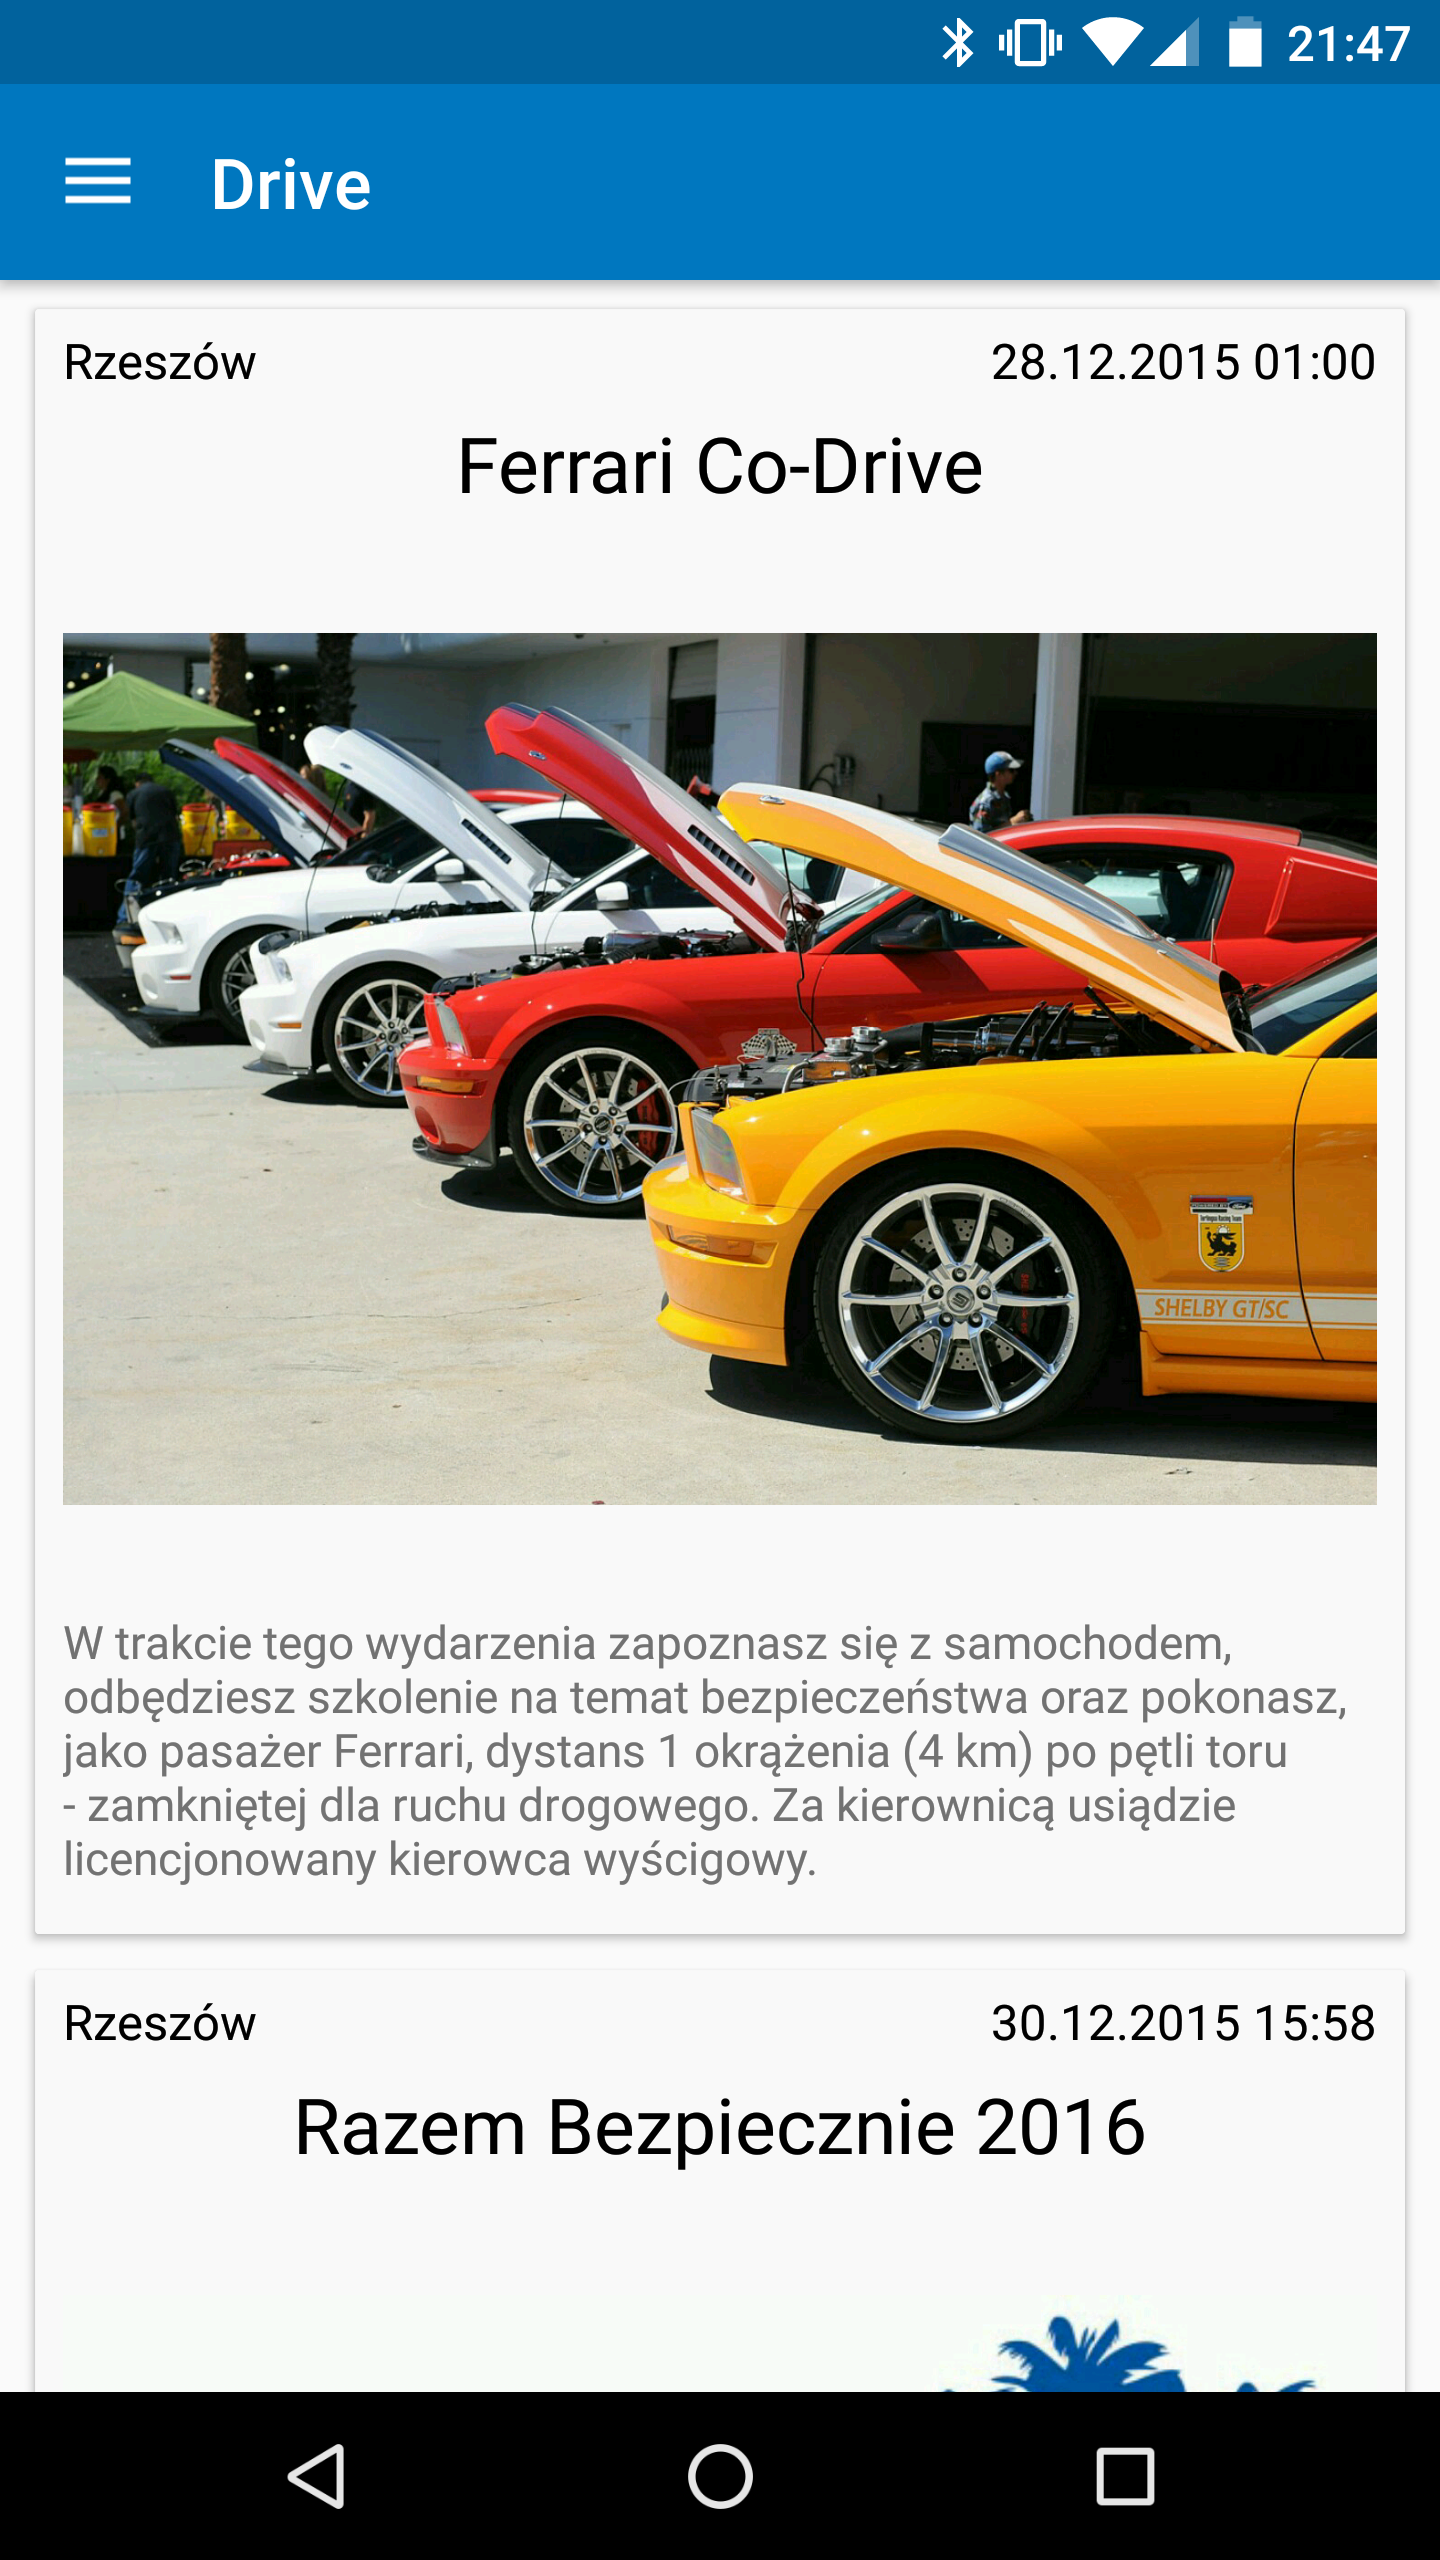 21:47
Drive
Rzeszów 28.12.2015 01:00
Ferrari Co-Drive
SHELBY GT/SC
W trakcie tego wydarzenia zapoznasz się z samochodem,
odbędziesz szkolenie na temat bezpieczeństwa oraz pokonasz,
jako pasażer Ferrari, dystans 1 okrążenia (4 km) po pętli toru
- zamkniętej dla ruchu drogowego. Za kierownicą usiądzie
licencjonowany kierowca wyścigowy.
Rzeszów 30.12.2015 15:58
Razem Bezpiecznie 2016